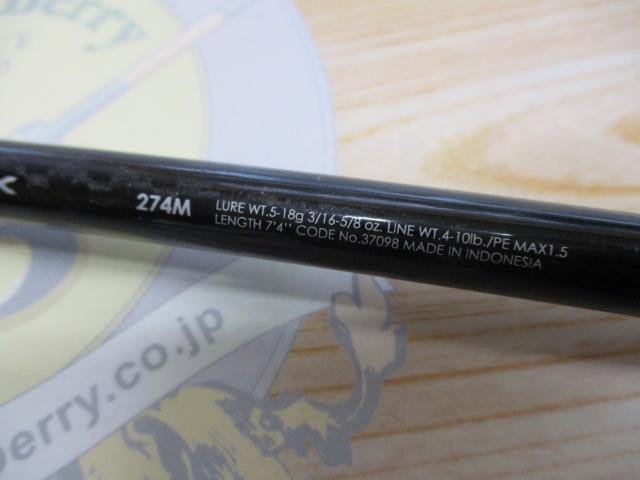 berry
274M
LURE WT.5-18g 3/16-5/8 oz. LINE WT.4-10lb./PE MAX1.5
LENGTH 7'4'' CODE No.37098 MADE IN INDONESIA
berry.co.jp